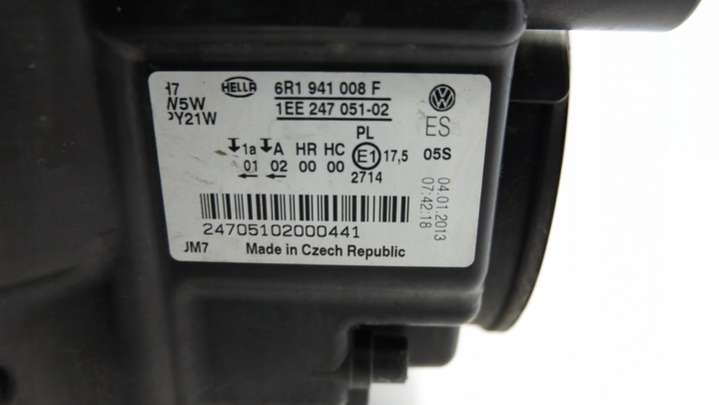 H7
W5W
PY21W
HELLA
6R1 941 008 F
1EE 247 051-02
ES
PL
1a A HR HC E1 17,5 05S
01 02 00 00 2714
04.01.2013
07:42:18
24705102000441
JM7 Made in Czech Republic